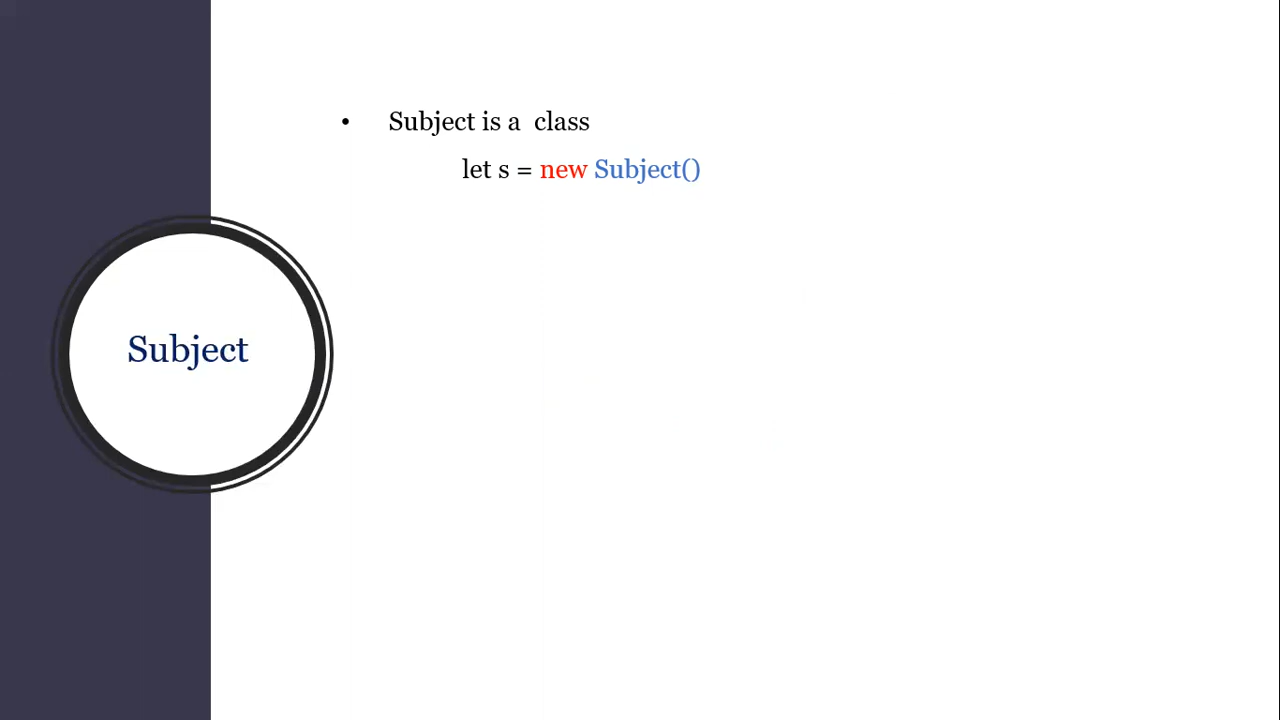 • Subject is a  class
let s = new Subject()
Subject